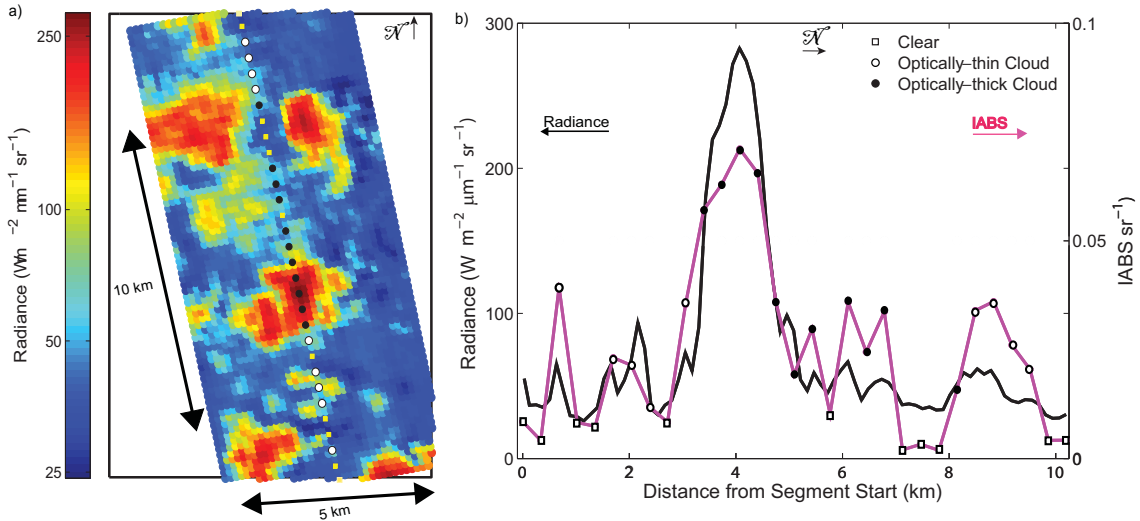 a)
𝒩
250
100
50
25
Radiance (Wm⁻² mm⁻¹ sr⁻¹)
10 km
5 km
b)
300
200
100
0
Radiance (W m⁻² μm⁻¹ sr⁻¹)
𝒩
Clear
Optically–thin Cloud
Optically–thick Cloud
Radiance
IABS
0.1
0.05
0
IABS sr⁻¹
0 2 4 6 8 10
Distance from Segment Start (km)